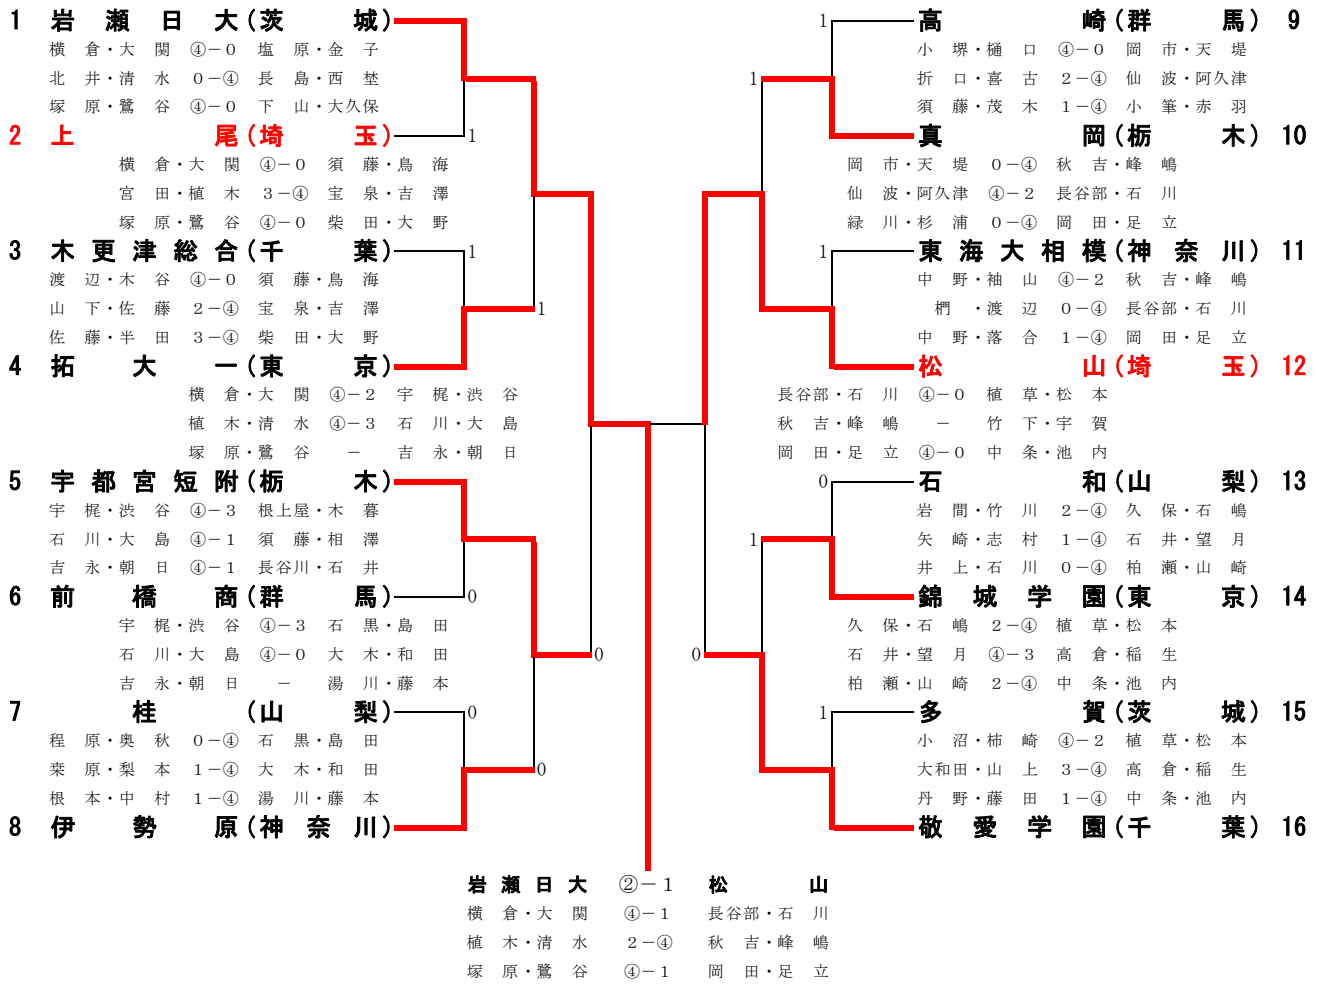 1 岩瀬日大(茨城)
横倉・大関 ④－0 塩原・金子
北井・清水 0－④ 長島・西埜
塚原・鷺谷 ④－0 下山・大久保
2 上尾(埼玉) 1
横倉・大関 ④－0 須藤・鳥海
宮田・植木 3－④ 宝泉・吉澤
塚原・鷺谷 ④－0 柴田・大野
3 木更津総合(千葉) 1
渡辺・木谷 ④－0 須藤・鳥海
山下・佐藤 2－④ 宝泉・吉澤
1
佐藤・半田 3－④ 柴田・大野
4 拓大一(東京)
横倉・大関 ④－2 宇梶・渋谷
植木・清水 ④－3 石川・大島
塚原・鷺谷 － 吉永・朝日
5 宇都宮短附(栃木)
宇梶・渋谷 ④－3 根上屋・木暮
石川・大島 ④－1 須藤・相澤
吉永・朝日 ④－1 長谷川・石井
6 前橋商(群馬) 0
宇梶・渋谷 ④－3 石黒・島田
石川・大島 ④－0 大木・和田
0
吉永・朝日 － 湯川・藤本
7 桂(山梨) 0
程原・奥秋 0－④ 石黒・島田
栗原・梨本 1－④ 大木・和田
0
根本・中村 1－④ 湯川・藤本
8 伊勢原(神奈川)
1 高崎(群馬) 9
小堺・樋口 ④－0 岡市・天堤
1
折口・喜古 2－④ 仙波・阿久津
須藤・茂木 1－④ 小筆・赤羽
真岡(栃木) 10
岡市・天堤 0－④ 秋吉・峰嶋
仙波・阿久津 ④－2 長谷部・石川
緑川・杉浦 0－④ 岡田・足立
1 東海大相模(神奈川) 11
中野・袖山 ④－2 秋吉・峰嶋
椚・渡辺 0－④ 長谷部・石川
中野・落合 1－④ 岡田・足立
松山(埼玉) 12
長谷部・石川 ④－0 植草・松本
秋吉・峰嶋 － 竹下・宇賀
岡田・足立 ④－0 中条・池内
0 石和(山梨) 13
岩間・竹川 2－④ 久保・石嶋
1
矢崎・志村 1－④ 石井・望月
井上・石川 0－④ 柏瀬・山崎
錦城学園(東京) 14
久保・石嶋 2－④ 植草・松本
0
石井・望月 ④－3 高倉・稲生
柏瀬・山崎 2－④ 中条・池内
1 多賀(茨城) 15
小沼・柿崎 ④－2 植草・松本
大和田・山上 3－④ 高倉・稲生
丹野・藤田 1－④ 中条・池内
敬愛学園(千葉) 16
岩瀬日大 ②－1 松山
横倉・大関 ④－1 長谷部・石川
植木・清水 2－④ 秋吉・峰嶋
塚原・鷺谷 ④－1 岡田・足立